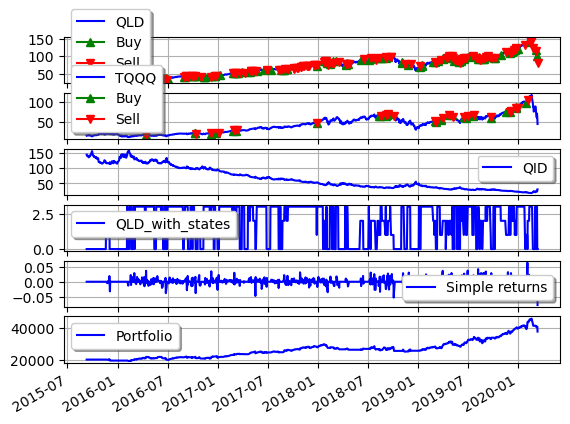 QLD
Buy
Sell
150
100
50
TQQQ
Buy
Sell
100
50
QID
150
100
50
QLD_with_states
2.5
0.0
Simple returns
0.05
0.00
−0.05
Portfolio
40000
20000
2015-07 2016-01 2016-07 2017-01 2017-07 2018-01 2018-07 2019-01 2019-07 2020-01